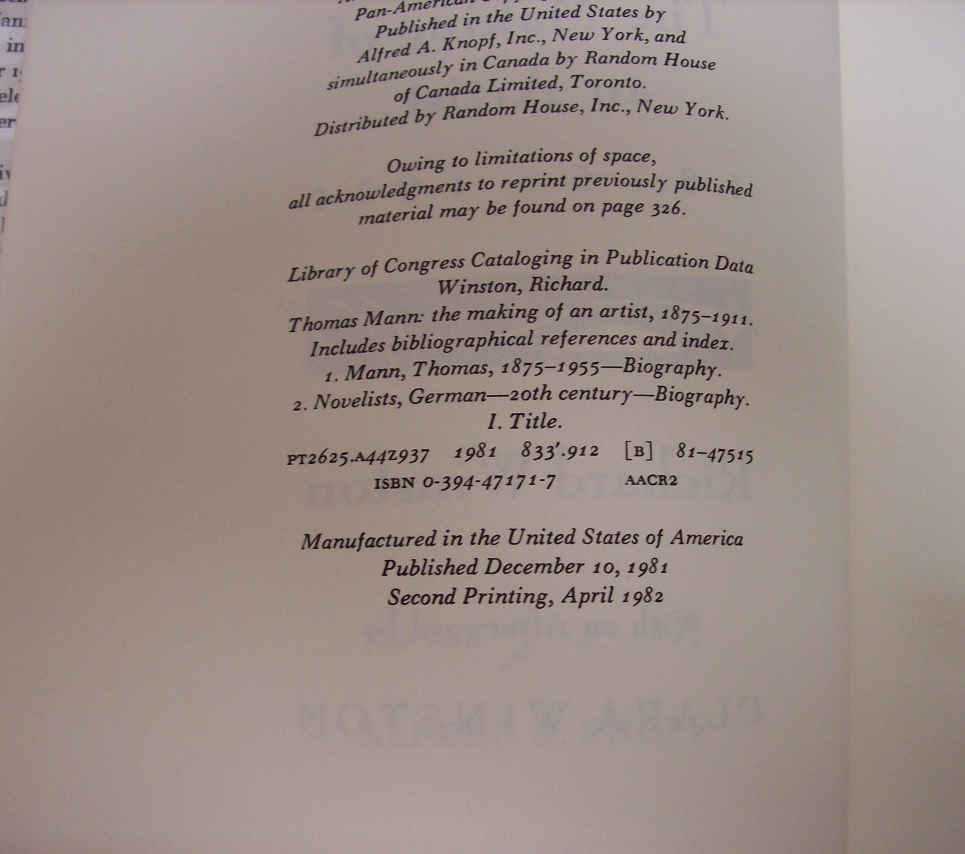 Pan-American
Published in the United States by
Alfred A. Knopf, Inc., New York, and
simultaneously in Canada by Random House
of Canada Limited, Toronto.
Distributed by Random House, Inc., New York.
Owing to limitations of space,
all acknowledgments to reprint previously published
material may be found on page 326.
Library of Congress Cataloging in Publication Data
Winston, Richard.
Thomas Mann: the making of an artist, 1875–1911.
Includes bibliographical references and index.
1. Mann, Thomas, 1875–1955—Biography.
2. Novelists, German—20th century—Biography.
I. Title.
PT2625.A44Z937 1981 833'.912 [B] 81–47515
ISBN 0-394-47171-7 AACR2
Manufactured in the United States of America
Published December 10, 1981
Second Printing, April 1982